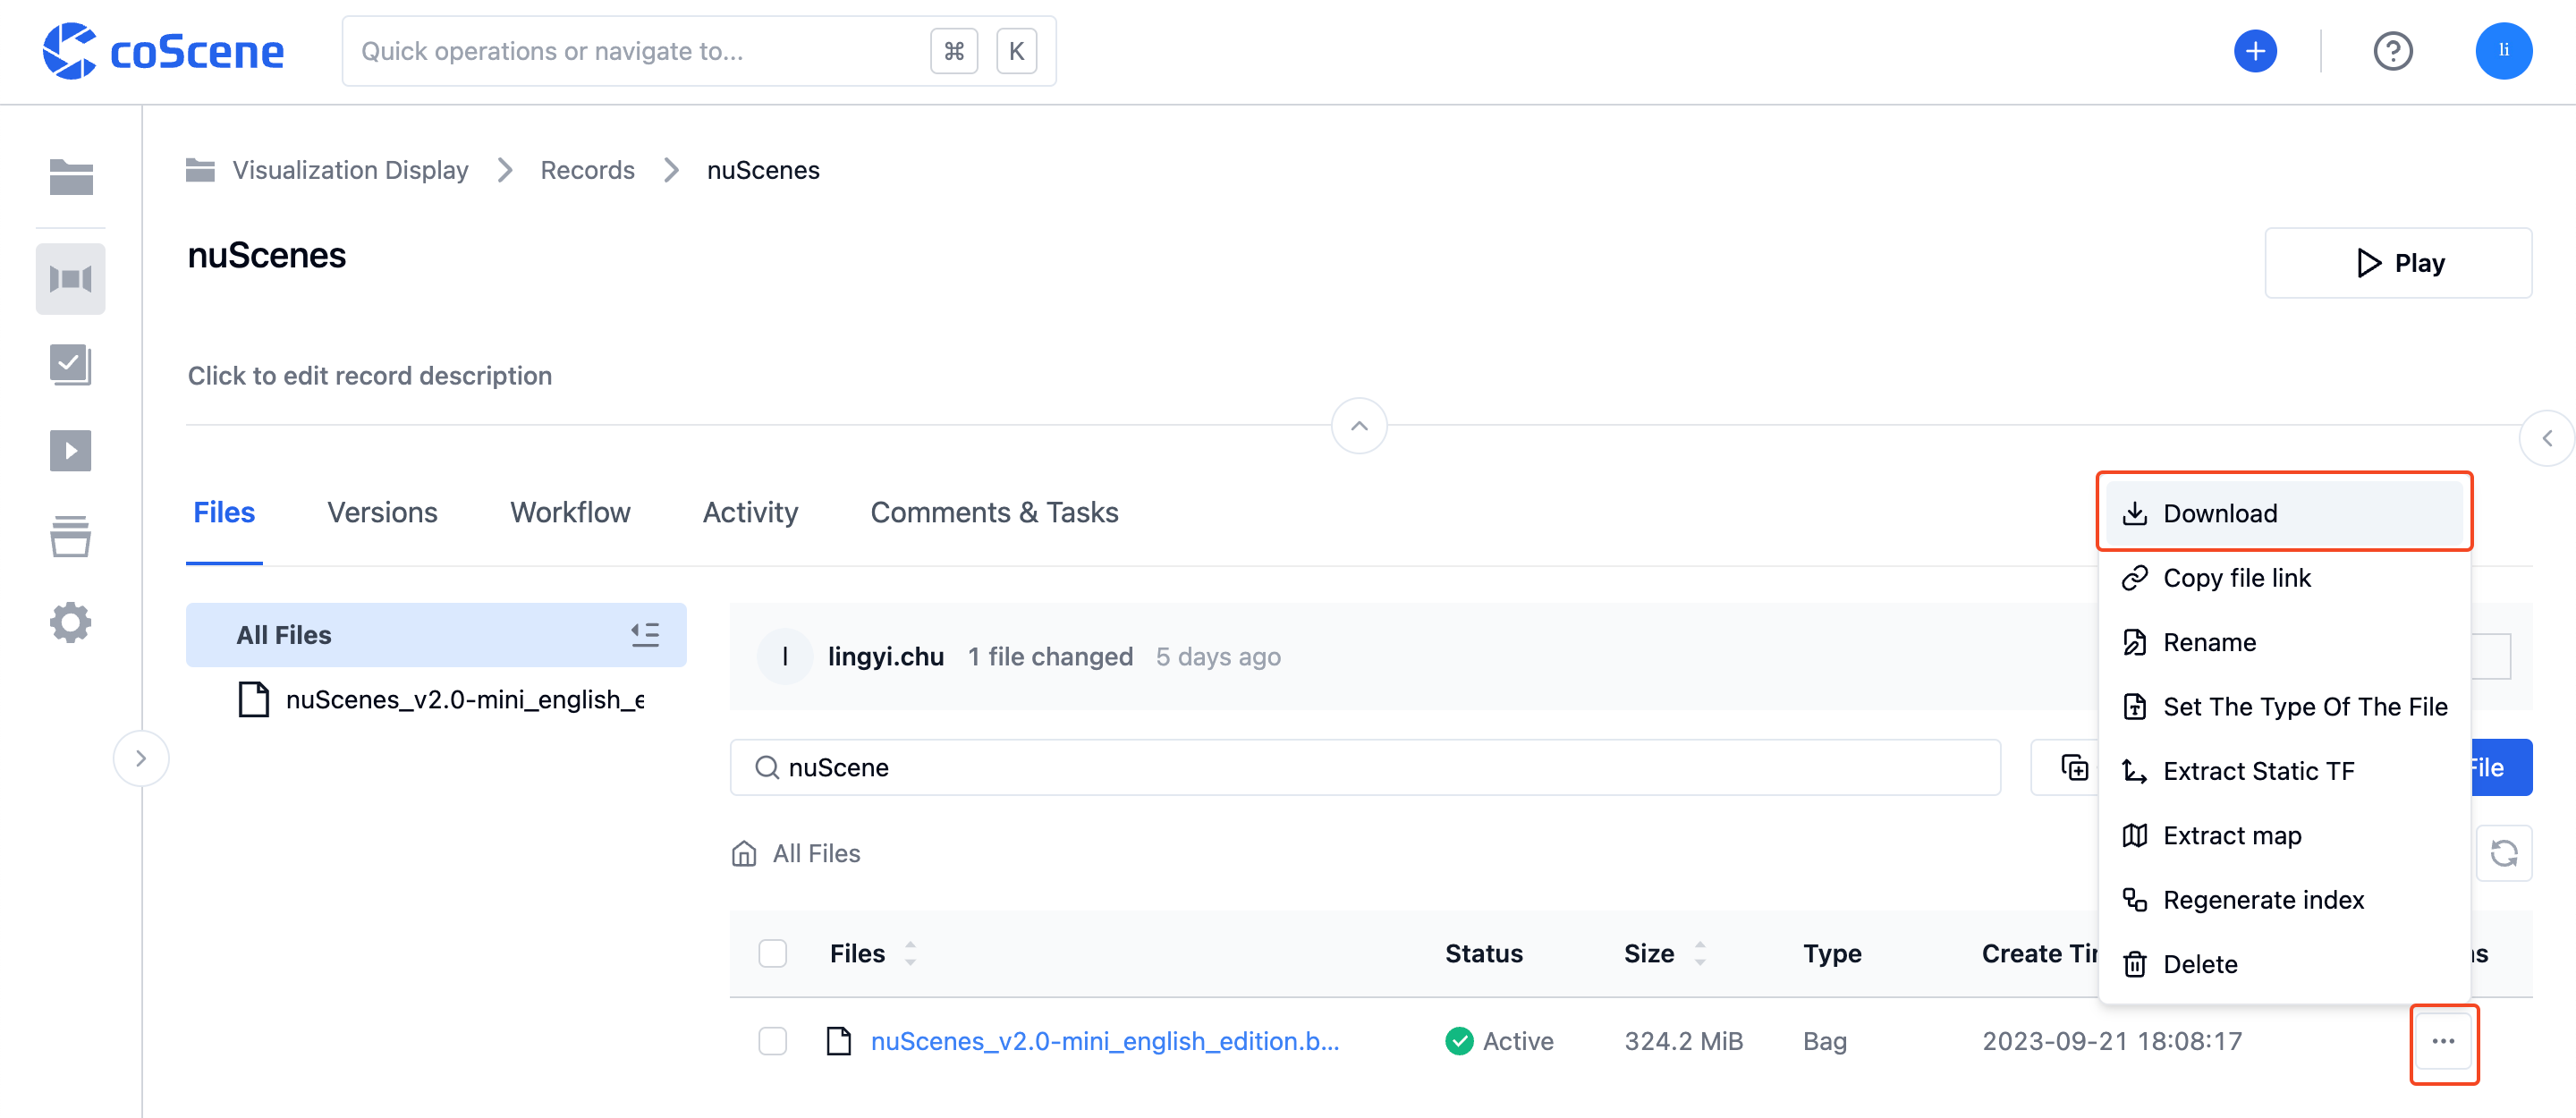 coScene
Quick operations or navigate to... ⌘ K
li
Visualization Display > Records > nuScenes
nuScenes
Play
Click to edit record description
Files Versions Workflow Activity Comments & Tasks
Download
Copy file link
Rename
Set The Type Of The File
Extract Static TF
Extract map
Regenerate index
Delete
All Files
nuScenes_v2.0-mini_english_e
l lingyi.chu 1 file changed 5 days ago
nuScene
File
All Files
Files Status Size Type Create Tir
nuScenes_v2.0-mini_english_edition.b... Active 324.2 MiB Bag 2023-09-21 18:08:17 ...